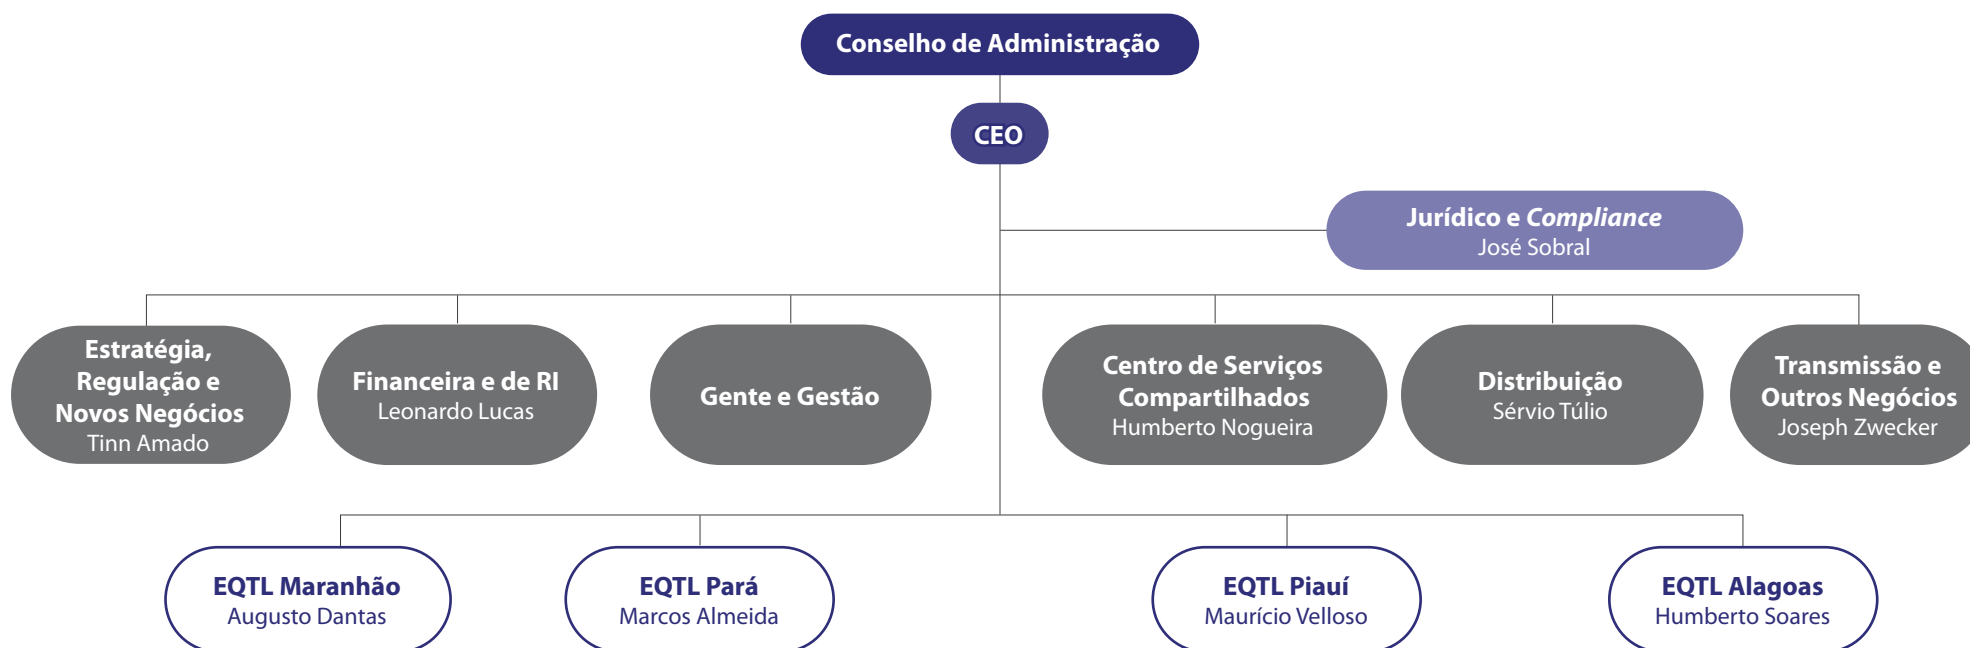 Conselho de Administração
CEO
Jurídico e Compliance
José Sobral
Estratégia,
Regulação e
Novos Negócios
Tinn Amado
Financeira e de RI
Leonardo Lucas
Gente e Gestão
Centro de Serviços
Compartilhados
Humberto Nogueira
Distribuição
Sérvio Túlio
Transmissão e
Outros Negócios
Joseph Zwecker
EQTL Maranhão
Augusto Dantas
EQTL Pará
Marcos Almeida
EQTL Piauí
Maurício Velloso
EQTL Alagoas
Humberto Soares